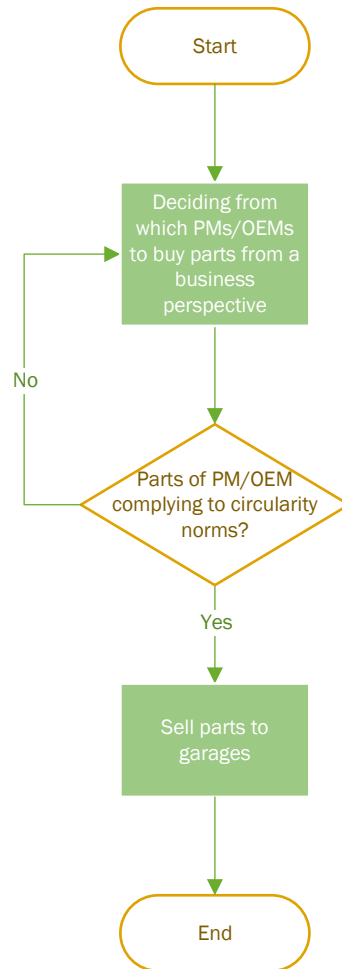 Start
Deciding from
which PMs/OEMs
to buy parts from a
business
perspective
No
Parts of PM/OEM
complying to circularity
norms?
Yes
Sell parts to
garages
End